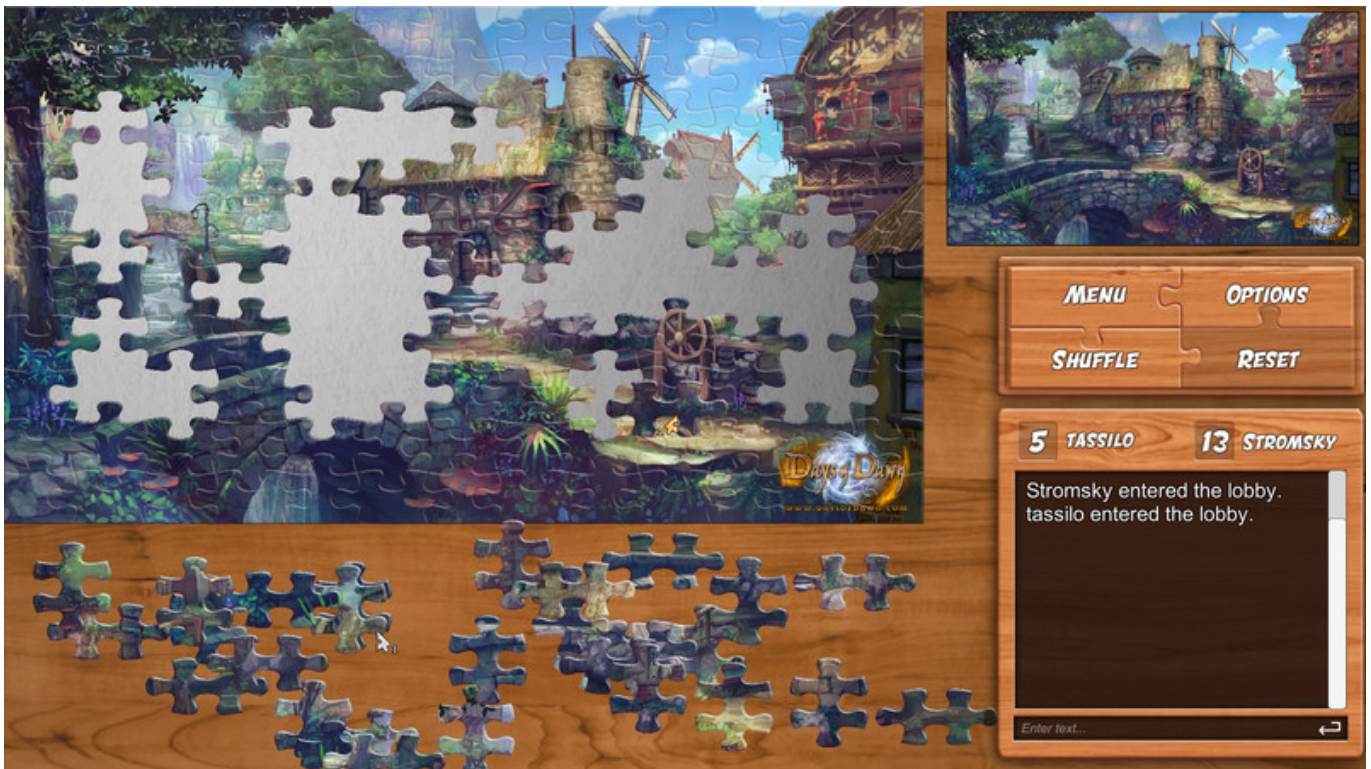 MENU
OPTIONS
SHUFFLE
RESET
5 TASSILO
13 STROMSKY
Stromsky entered the lobby.
tassilo entered the lobby.
Days of Dawn
Enter text...
1